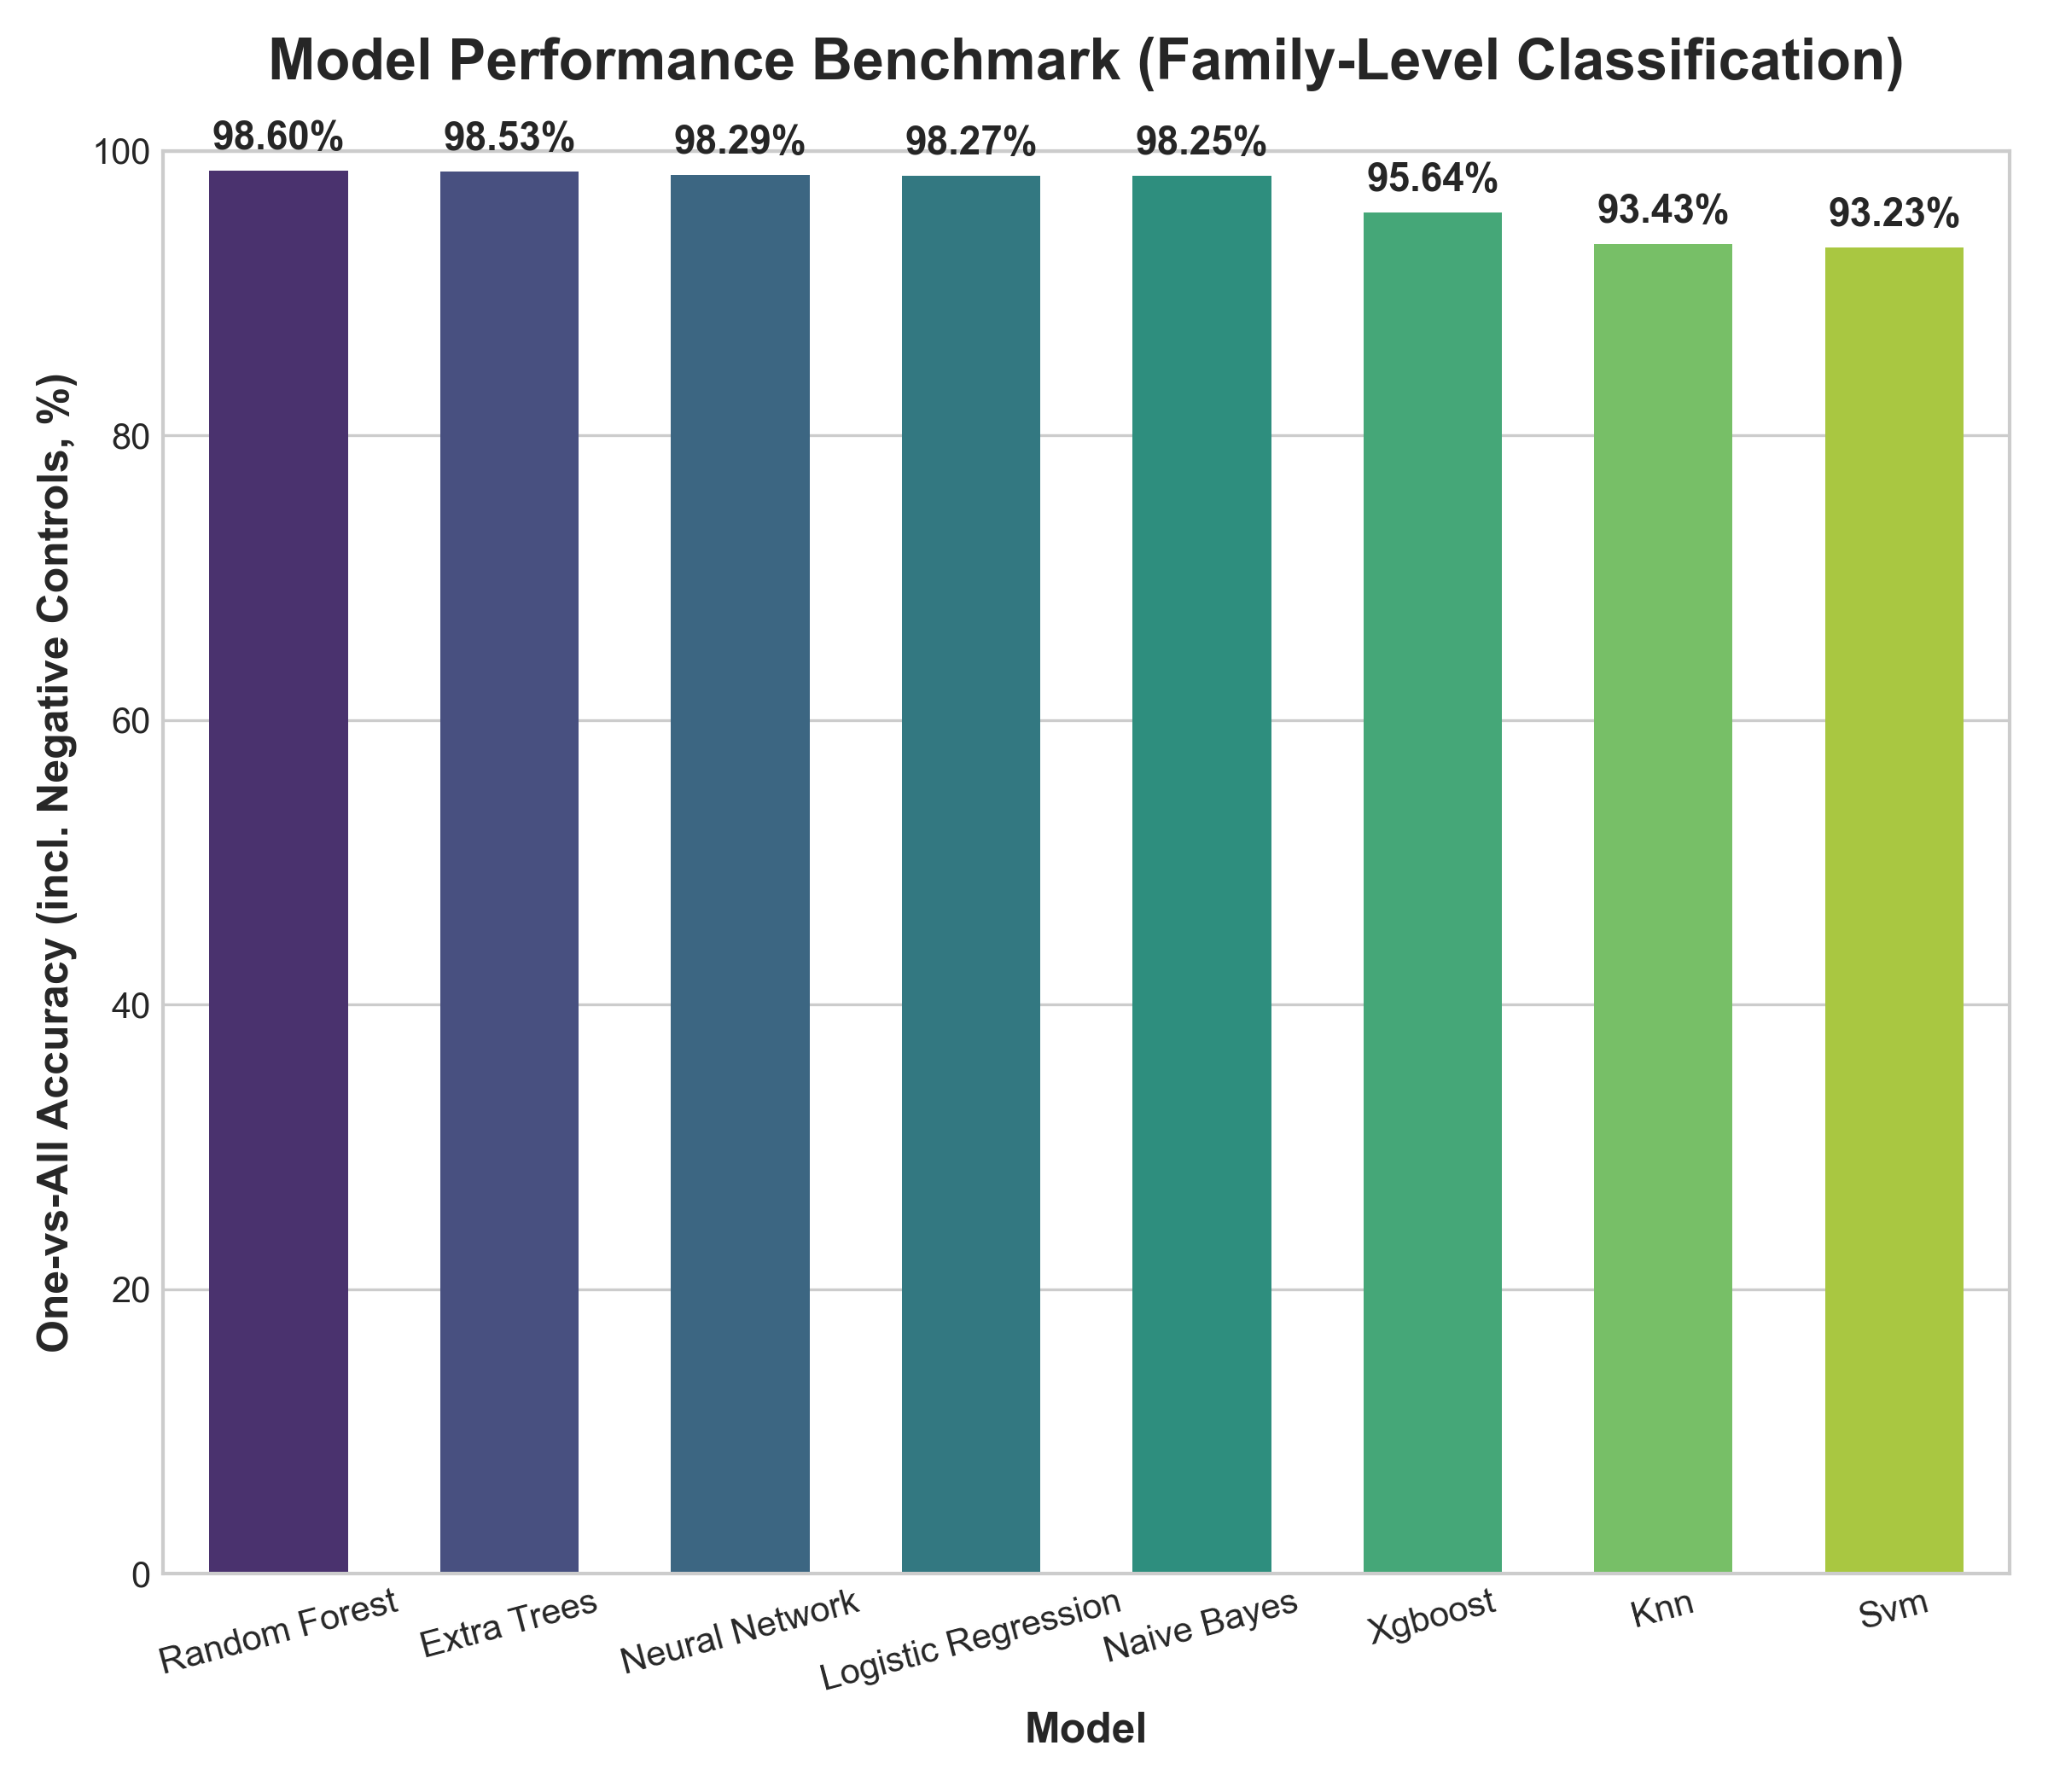 Model Performance Benchmark (Family-Level Classification)
98.60%
98.53%
98.29%
98.27%
98.25%
95.64%
93.43%
93.23%
One-vs-All Accuracy (incl. Negative Controls, %)
100
80
60
40
20
0
Random Forest
Extra Trees
Neural Network
Logistic Regression
Naive Bayes
Xgboost
Knn
Svm
Model